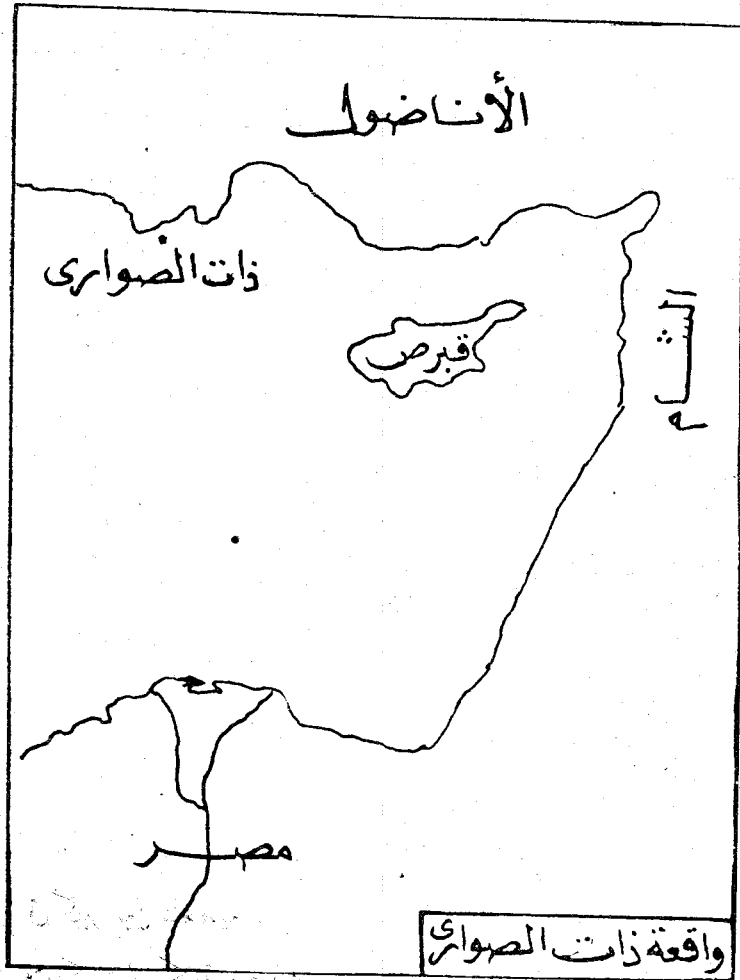 الأناضول
ذات الصوارى
قبرص
الشام
مصر
واقعة ذات الصوارى